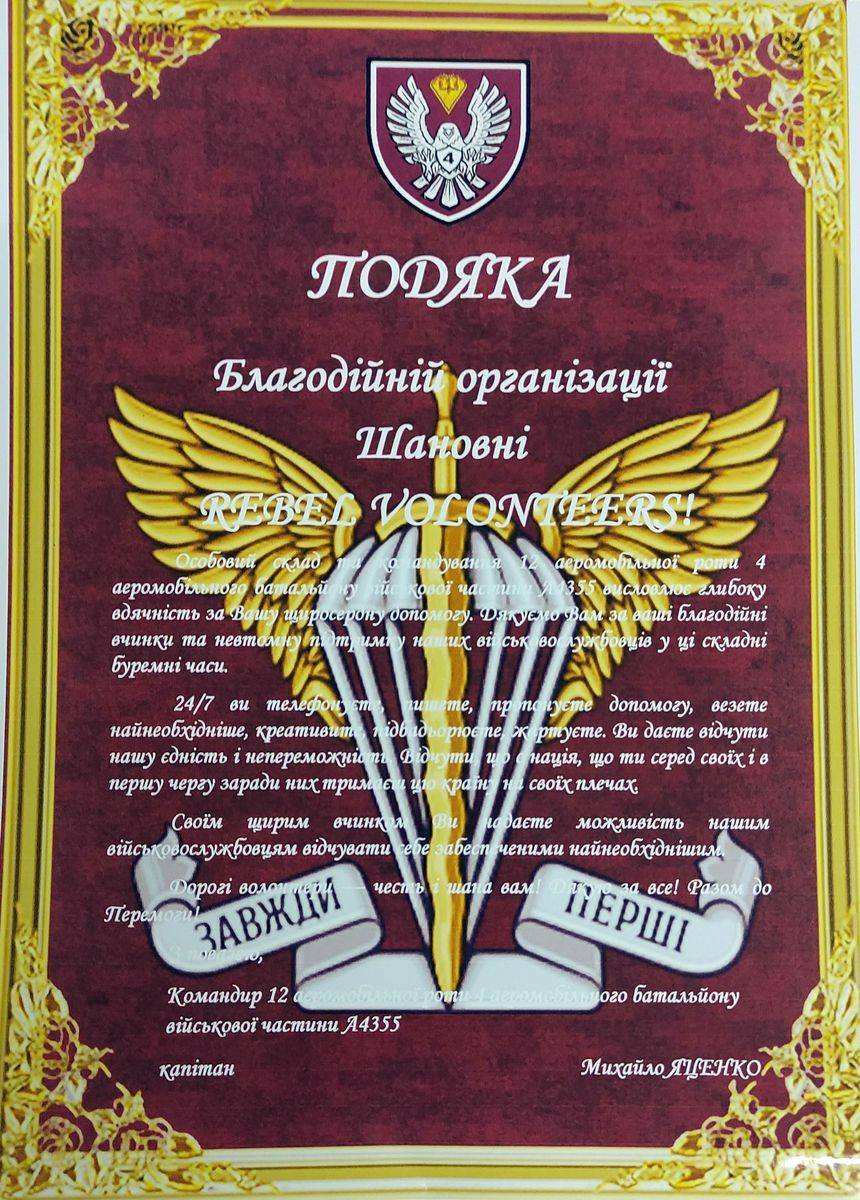 4
ПОДЯКА
Благодійній організації
Шановні
REBEL VOLONTEERS!
Особовий склад та командування 12 аеромобільної роти 4
аеромобільного батальйону військової частини А4355 висловлює глибоку
вдячність за Вашу щиросердну допомогу. Дякуємо Вам за ваші благодійні
вчинки та невтомну підтримку наших військовослужбовців у ці складні
буремні часи.
24/7 ви телефонуєте, пишете, пропонуєте допомогу, везете
найнеобхідніше, креативите, підбадьорюєте, жартуєте. Ви даєте відчути
нашу єдність і непереможність. Відчути, що є нація, що ти серед своїх і в
першу чергу заради них тримаєш цю країну на своїх плечах.
Своїм щирим вчинком Ви надаєте можливість нашим
військовослужбовцям відчувати себе забезпеченими найнеобхіднішим.
Дорогі волонтери — честь і шана вам! Дякую за все! Разом до
Перемоги!
ЗАВЖДИ ПЕРШІ
З повагою,
Командир 12 аеромобільної роти 4 аеромобільного батальйону
військової частини А4355
капітан Михайло ЯЦЕНКО